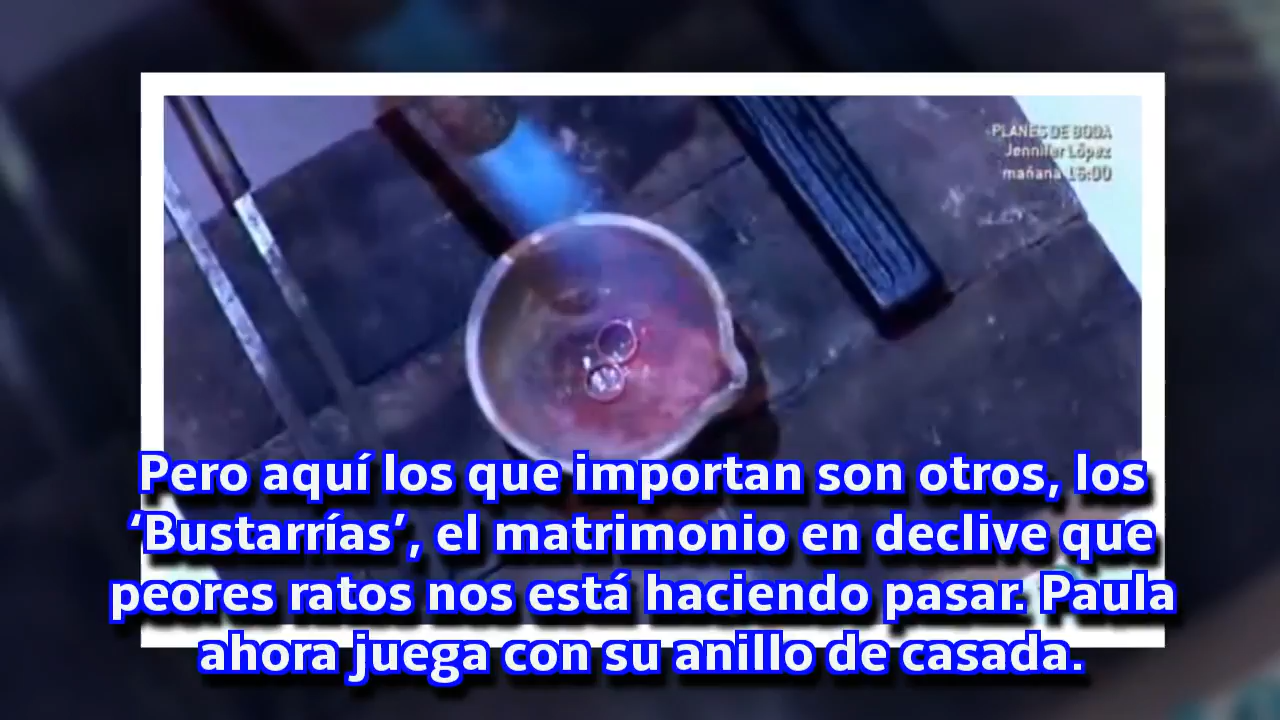 PLANES DE BODA
Jennifer López
mañana 16:00
Pero aquí los que importan son otros, los
‘Bustarrías’, el matrimonio en declive que
peores ratos nos está haciendo pasar. Paula
ahora juega con su anillo de casada.